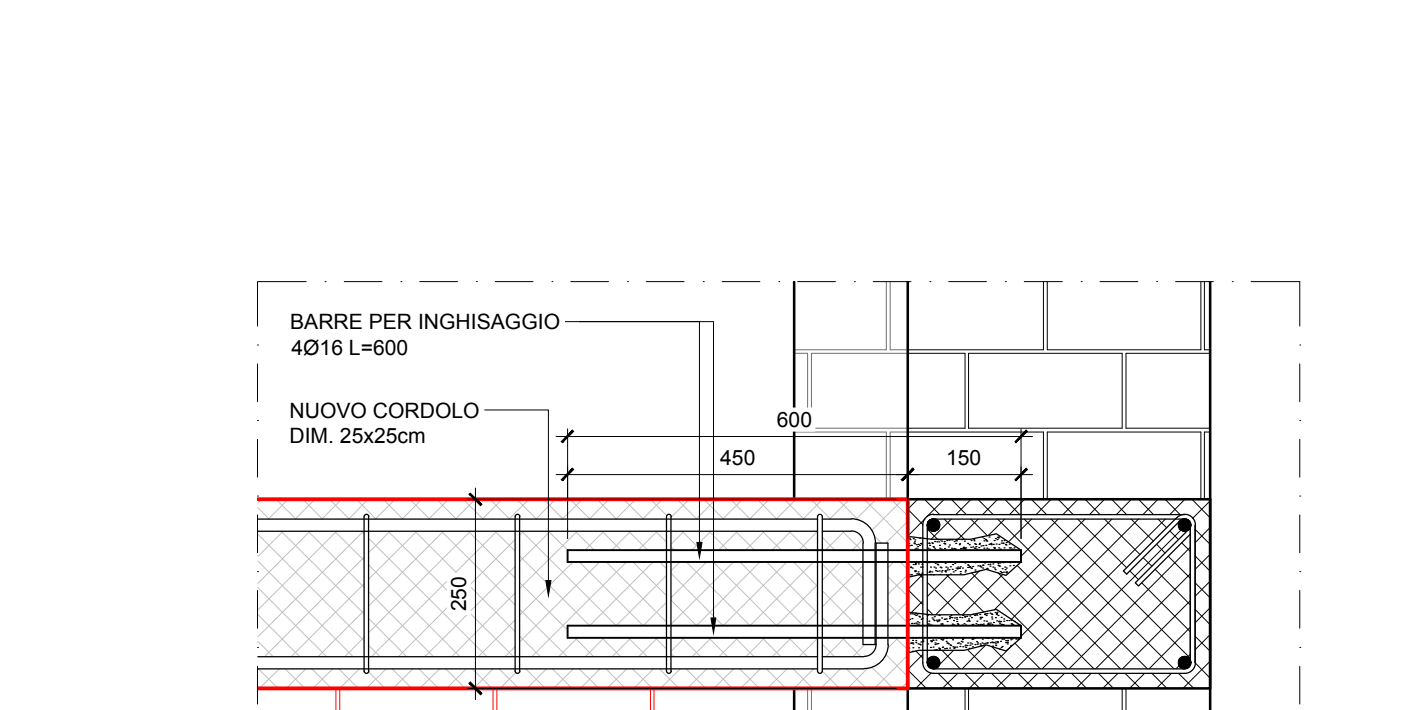 BARRE PER INGHISAGGIO
4Ø16 L=600
NUOVO CORDOLO
DIM. 25x25cm
600
450
150
250